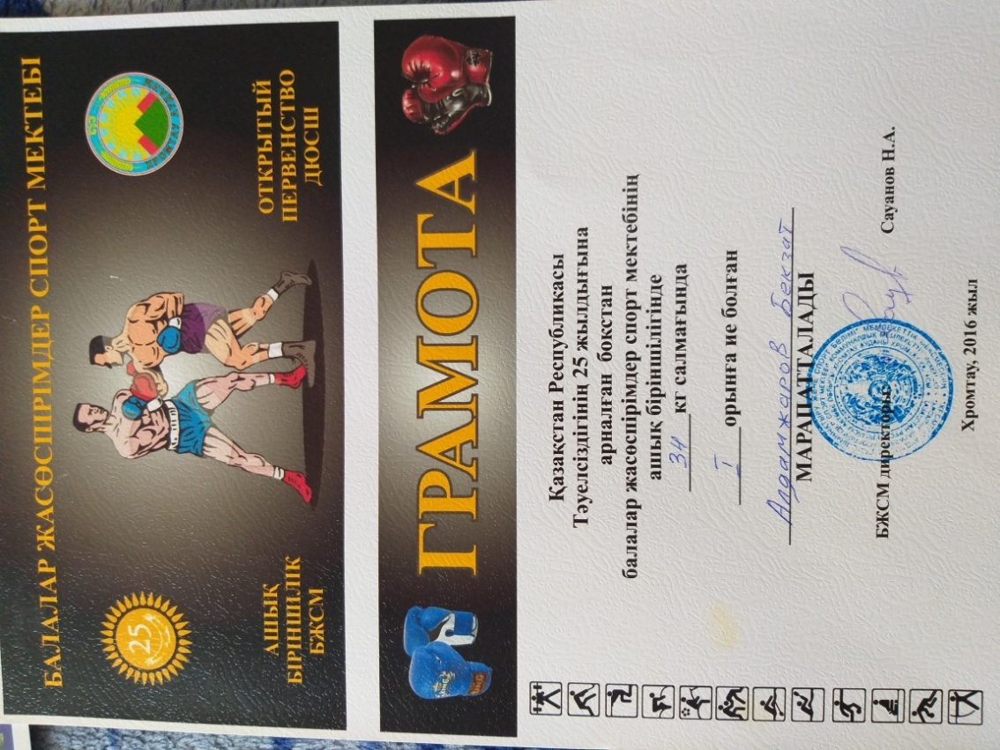 БАЛАЛАР ЖАСӨСПІРІМДЕР СПОРТ МЕКТЕБІ
25
АШЫҚ
БІРІНШІЛІК
БЖСМ
ОТКРЫТЫЙ
ПЕРВЕНСТВО
ДЮСШ
ГРАМОТА
Қазақстан Республикасы
Тәуелсіздігінің 25 жылдығына
арналған бокстан
балалар жасөспірімдер спорт мектебінің
ашық біріншілігінде
34 кг салмағында
I орынға ие болған
Алдамжаров Бекзат
МАРАПАТТАЛАДЫ
БЖСМ директоры: Сауанов Н.А.
Хромтау, 2016 жыл